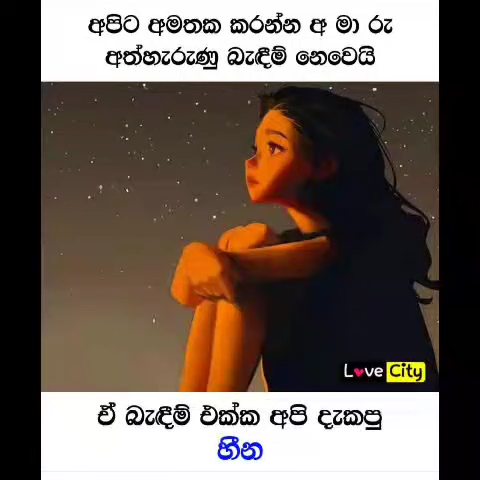 අපිට අමතක කරන්න අ මා රු
අත්හැරුණු බැඳීම් නෙවෙයි
Love City
ඒ බැඳීම් එක්ක අපි දැකපු
හීන